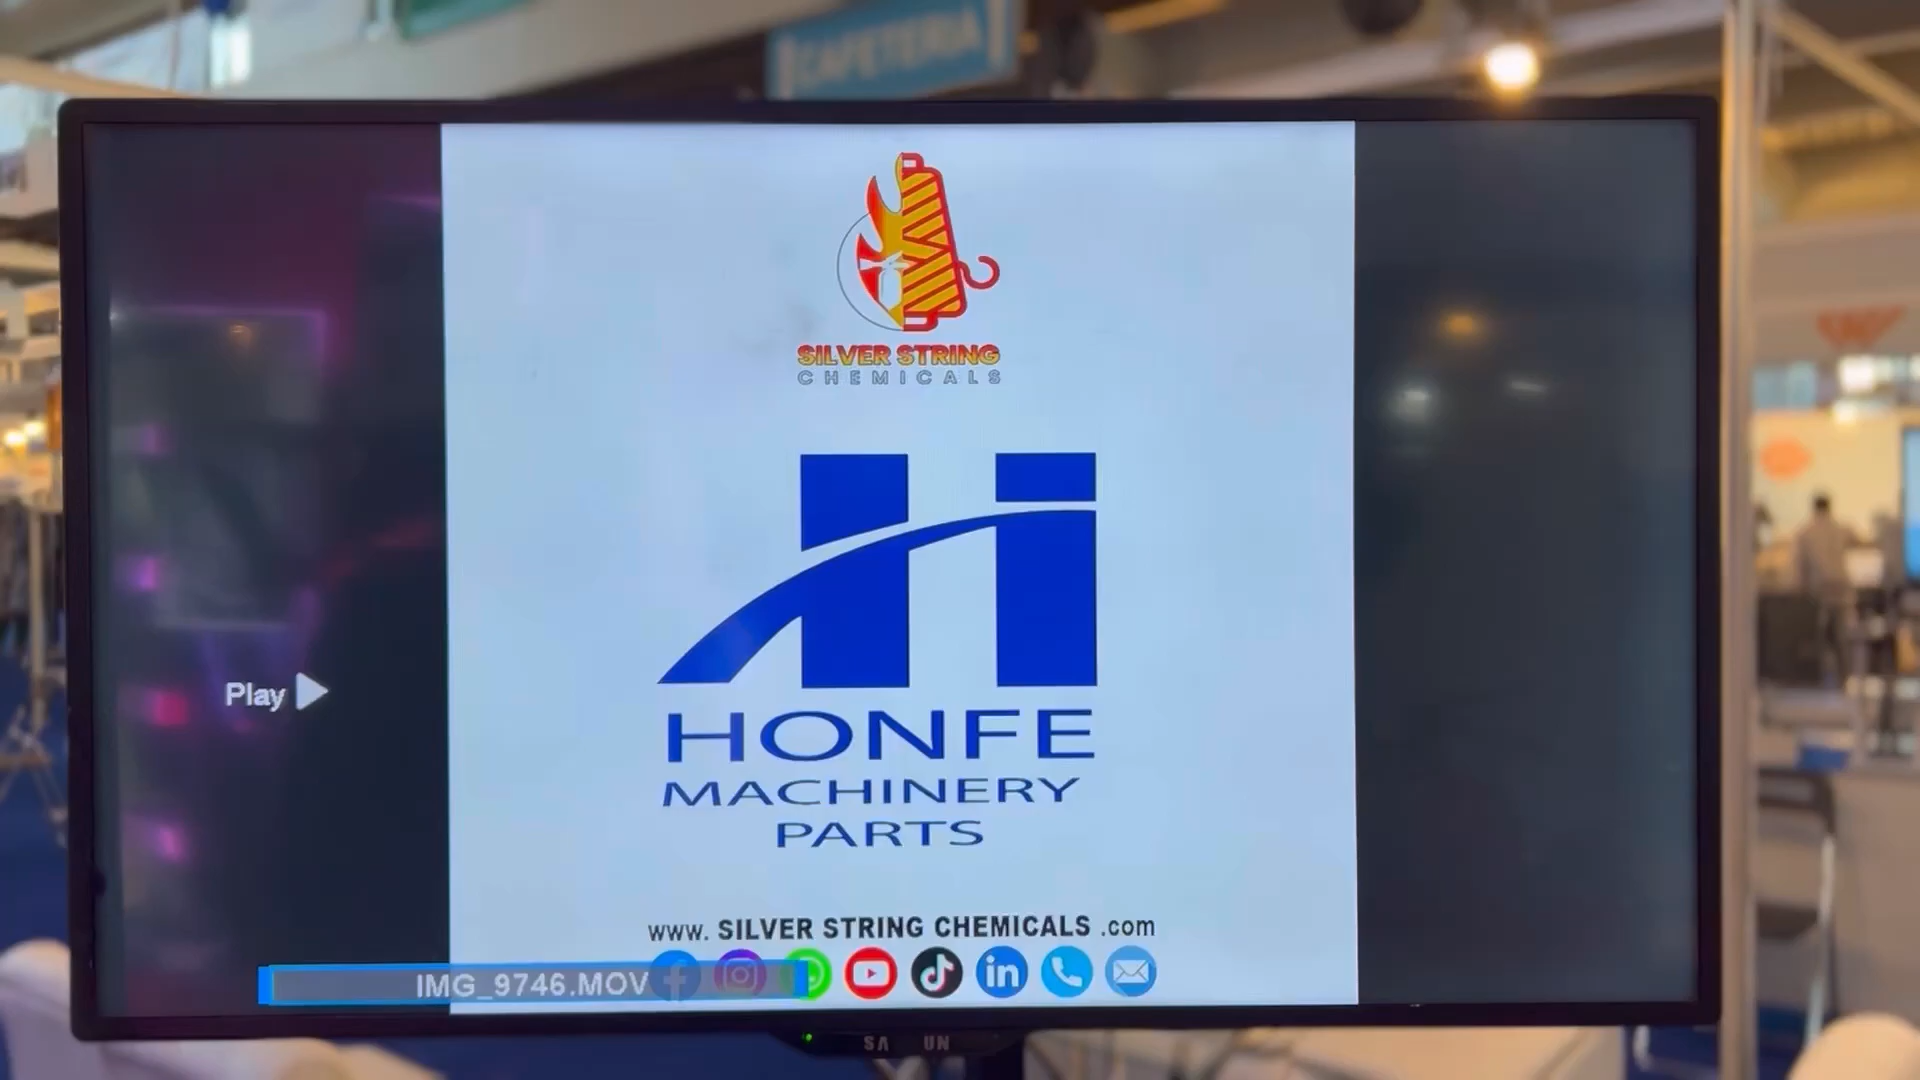 CAFETERIA
SILVER STRING
CHEMICALS
HONFE
MACHINERY
PARTS
Play
www. SILVER STRING CHEMICALS .com
IMG_9746.MOV